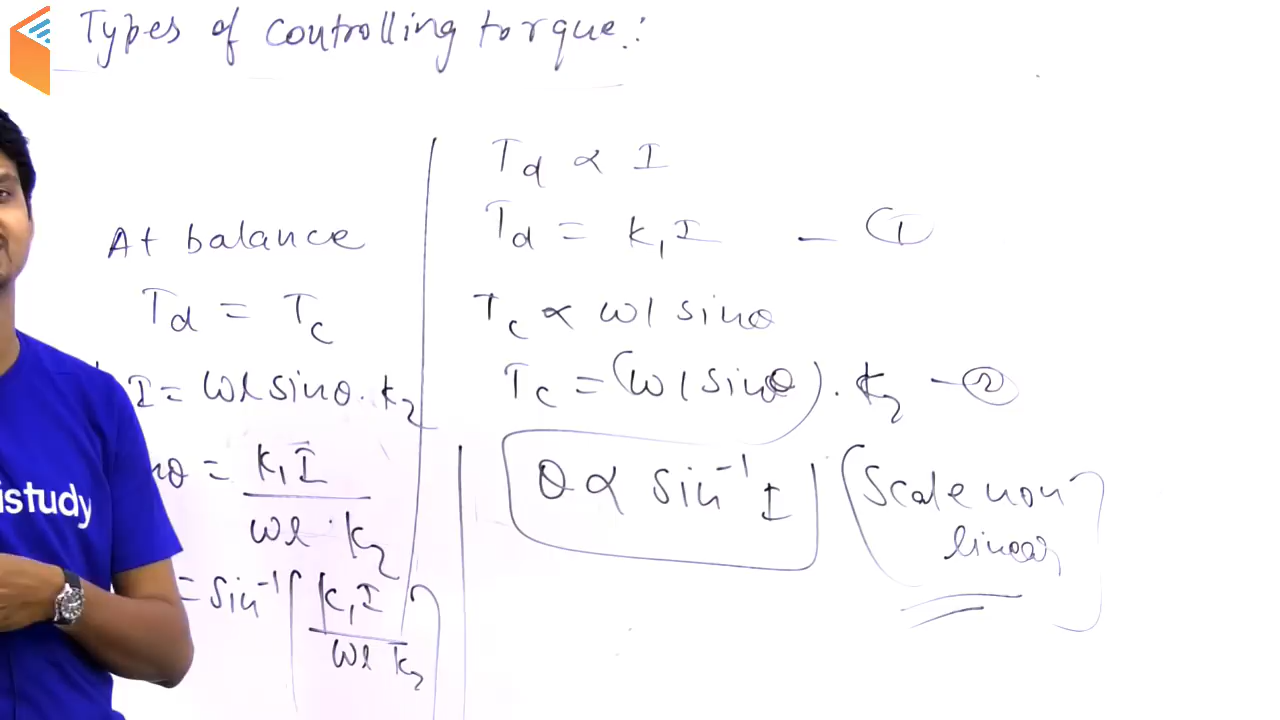 Types of controlling torque:
At balance
Td = Tc
I = wl sinθ . k2
nθ = k1 I / wl . k2
= sin⁻¹ [ k1 I / wl k2 ]
Td ∝ I
Td = k1 I — (1)
Tc ∝ wl sinθ
Tc = (wl sinθ) . k2 — (2)
θ ∝ sin⁻¹ I
Scale non
linear
istudy